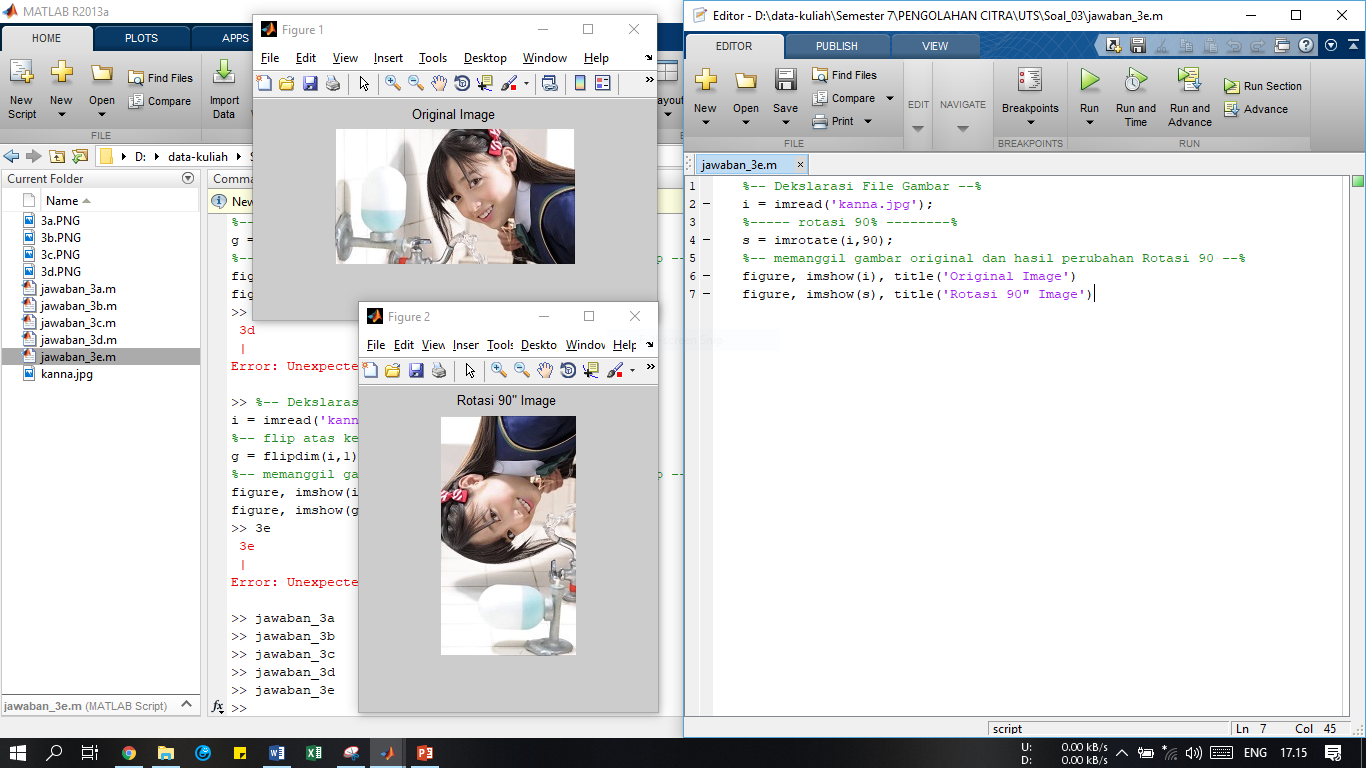 MATLAB R2013a
HOME
PLOTS
APPS
New Script
New
Open
Find Files
Compare
Import Data
FILE
D:
data-kuliah
Current Folder
Name
3a.PNG
3b.PNG
3c.PNG
3d.PNG
jawaban_3a.m
jawaban_3b.m
jawaban_3c.m
jawaban_3d.m
jawaban_3e.m
kanna.jpg
jawaban_3e.m (MATLAB Script)
Comma
New
%--
g =
%--
figu
figu
>>
3d
|
Error: Unexpecte
>> %-- Dekslaras
i = imread('kann
%-- flip atas ke
g = flipdim(i,1)
%-- memanggil ga
figure, imshow(i
figure, imshow(g
>> 3e
3e
|
Error: Unexpecte
>> jawaban_3a
>> jawaban_3b
>> jawaban_3c
>> jawaban_3d
>> jawaban_3e
fx >>
Figure 1
File Edit View Insert Tools Desktop Window Help
Original Image
Figure 2
File Edit View Inser Tools Deskto Window Help
Rotasi 90" Image
Editor - D:\data-kuliah\Semester 7\PENGOLAHAN CITRA\UTS\Soal_03\jawaban_3e.m
EDITOR
PUBLISH
VIEW
New
Open
Save
Find Files
Compare
Print
EDIT
NAVIGATE
Breakpoints
Run
Run and Time
Run and Advance
Run Section
Advance
FILE
BREAKPOINTS
RUN
jawaban_3e.m
1 %-- Dekslarasi File Gambar --%
2 – i = imread('kanna.jpg');
3 %----- rotasi 90% --------%
4 – s = imrotate(i,90);
5 %-- memanggil gambar original dan hasil perubahan Rotasi 90 --%
6 – figure, imshow(i), title('Original Image')
7 – figure, imshow(s), title('Rotasi 90" Image')
script
Ln 7 Col 45
U: 0.00 kB/s
D: 0.00 kB/s
ENG
17.15